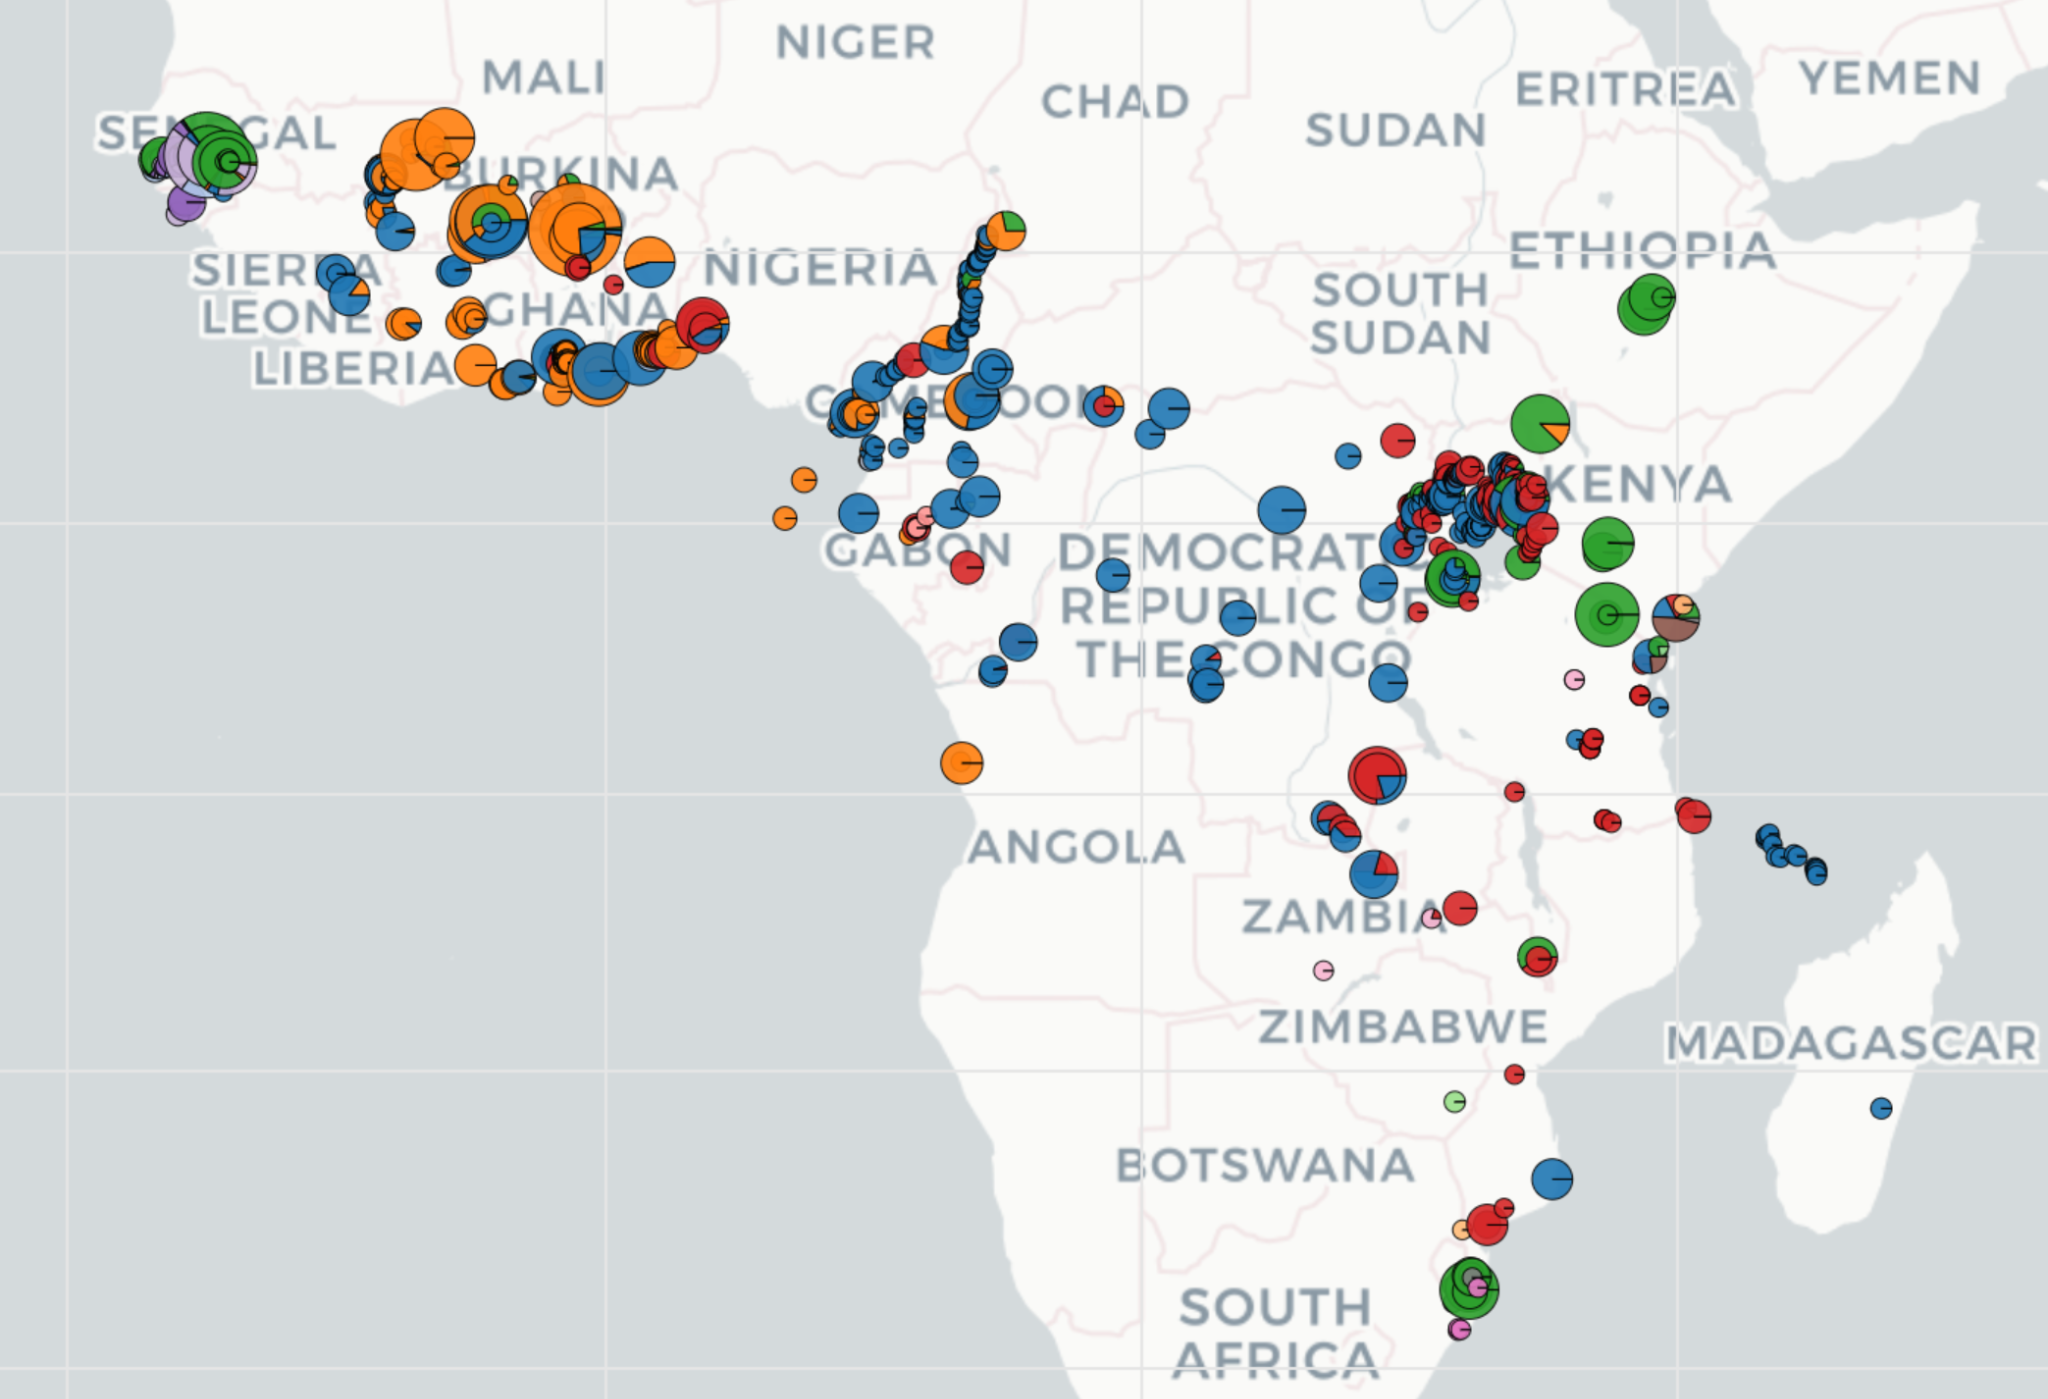 NIGER
MALI
YEMEN
ERITREA
CHAD
SENEGAL
SUDAN
BURKINA
ETHIOPIA
NIGERIA
SIERRA
LEONE
GHANA
SOUTH
SUDAN
LIBERIA
CAMEROON
KENYA
GABON
DEMOCRATIC
REPUBLIC OF
THE CONGO
ANGOLA
ZAMBIA
ZIMBABWE
MADAGASCAR
BOTSWANA
SOUTH
AFRICA